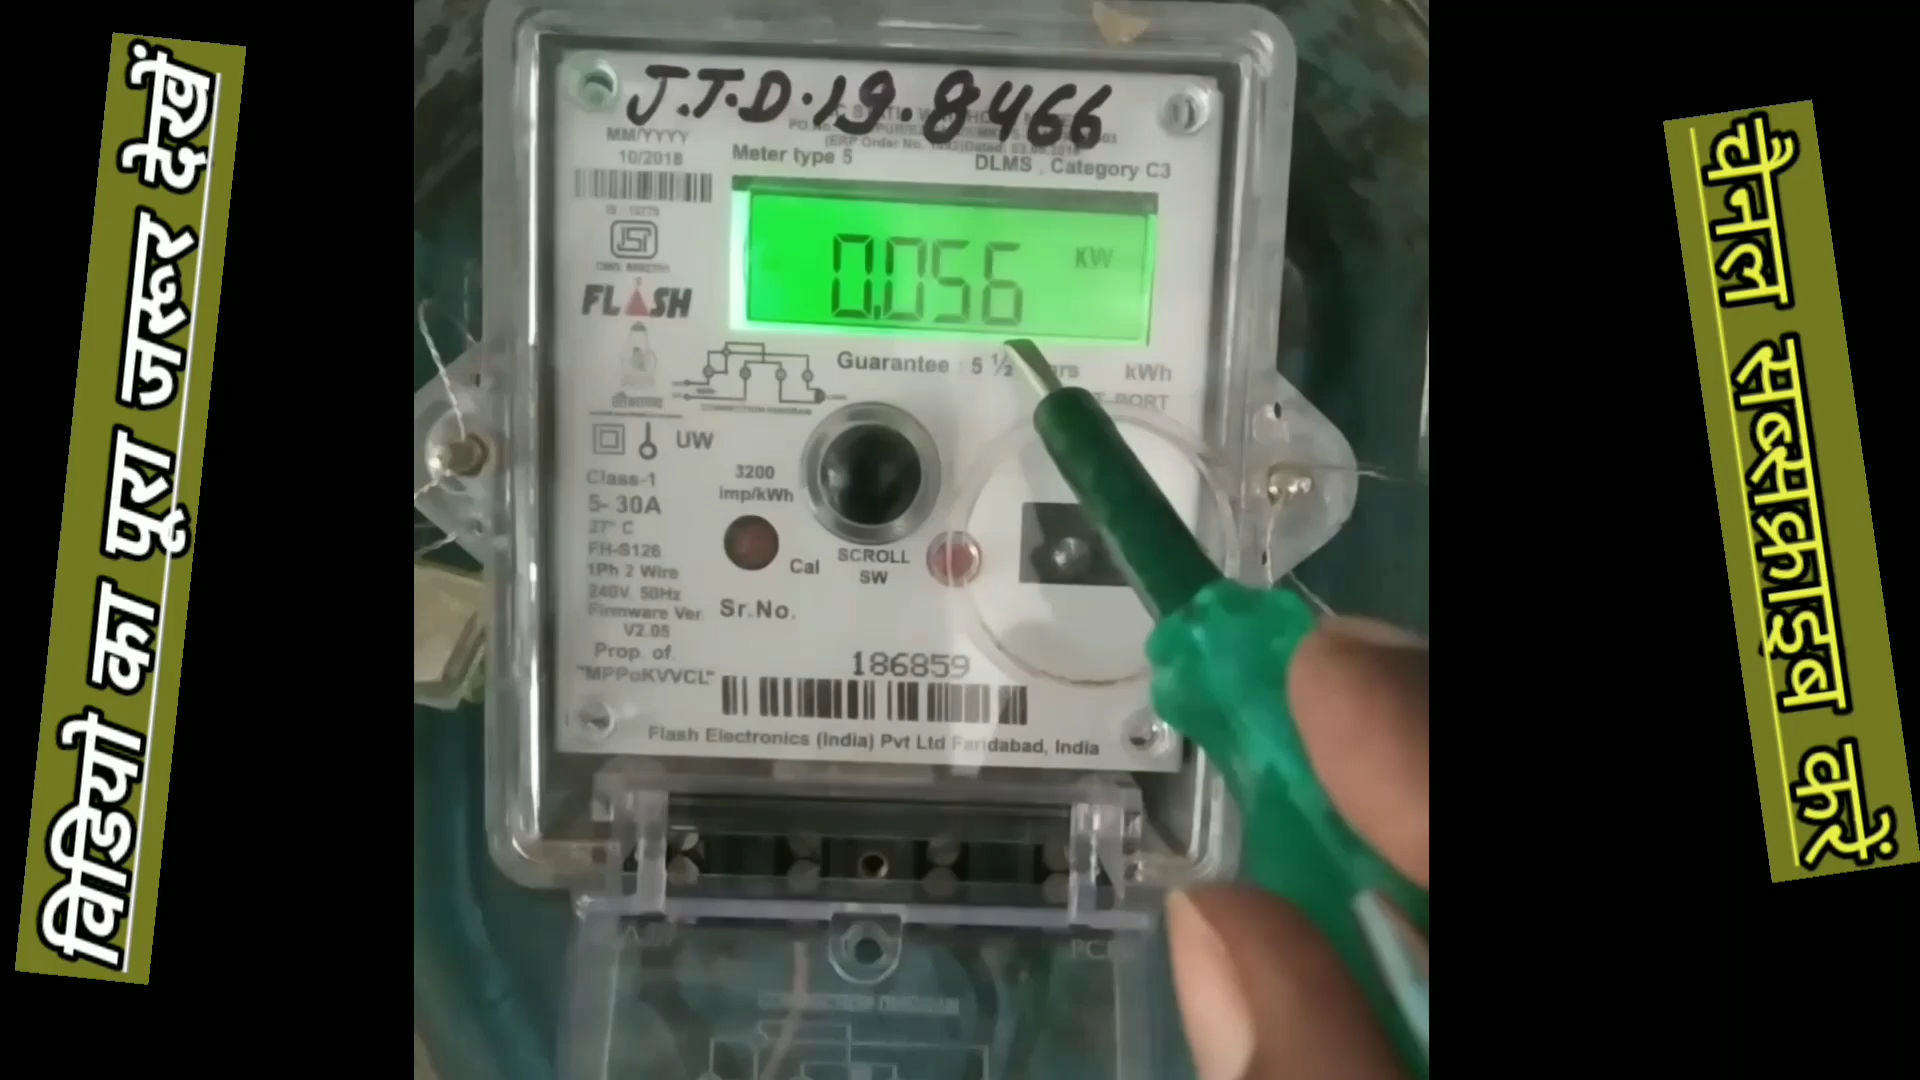 विडियो का पूरा जरूर देखें
J.T.D.19.8466
MM/YYYY
10/2018
Meter type 5
DLMS , Category C3
0.056 KW
FLASH
Guarantee : 5 ½
kWh
UW
Class-1
5- 30A
27° C
FH-S126
1Ph 2 Wire
240V, 50Hz
Firmware Ver.
V2.05
Prop. of.
"MPPoKVVCL"
3200
imp/kWh
Cal
SCROLL
SW
Sr.No.
186859
Flash Electronics (India) Pvt Ltd Faridabad, India
चैनल सबस्क्राइब करें